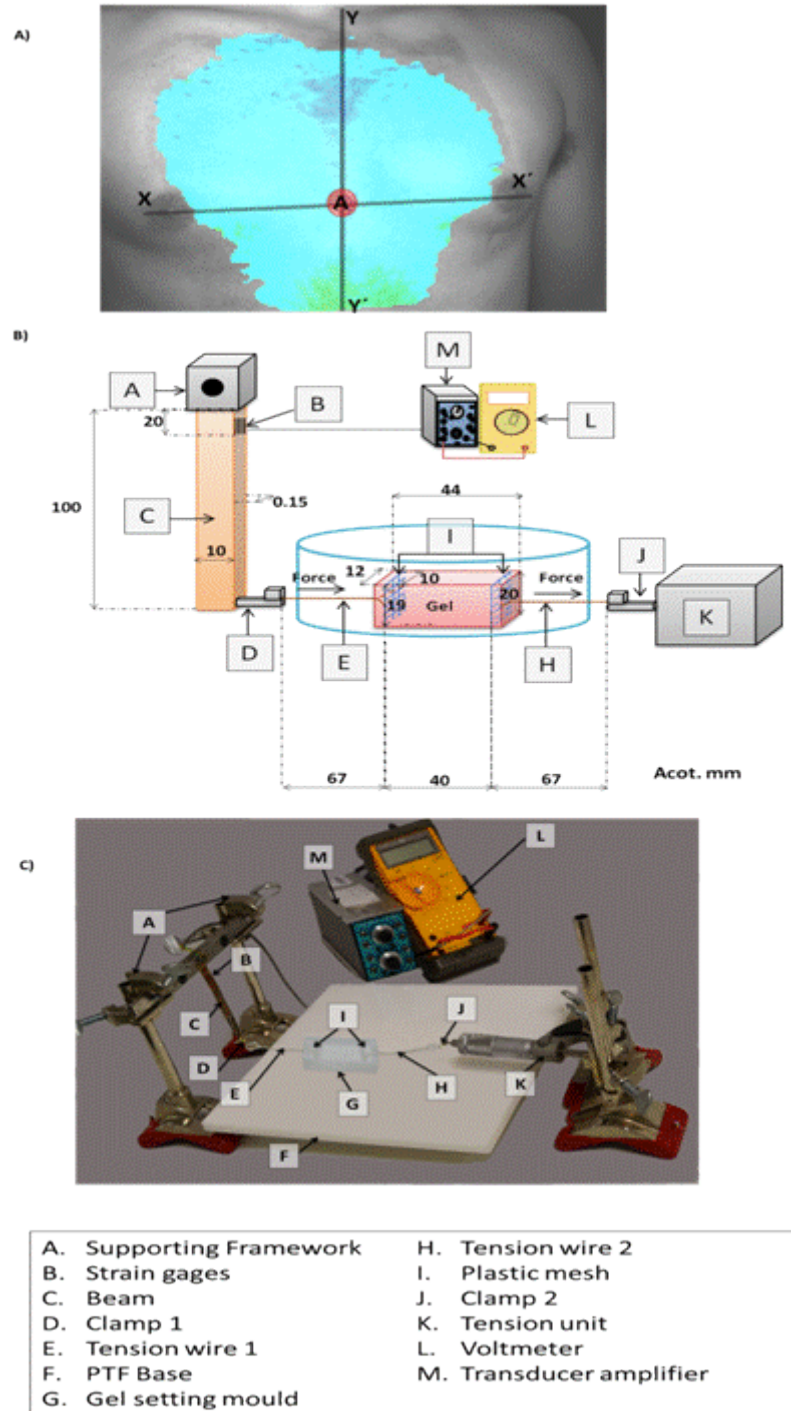 A)
Y
X
A
X´
Y´
B)
M
A
B
L
20
44
0.15
100
C
I
J
10
12
10
Force
Force
19
Gel
20
K
D
E
H
67
40
67
Acot. mm
C)
M
L
A
B
I
J
C
D
E
H
K
G
F
A. Supporting Framework
B. Strain gages
C. Beam
D. Clamp 1
E. Tension wire 1
F. PTF Base
G. Gel setting mould
H. Tension wire 2
I. Plastic mesh
J. Clamp 2
K. Tension unit
L. Voltmeter
M. Transducer amplifier